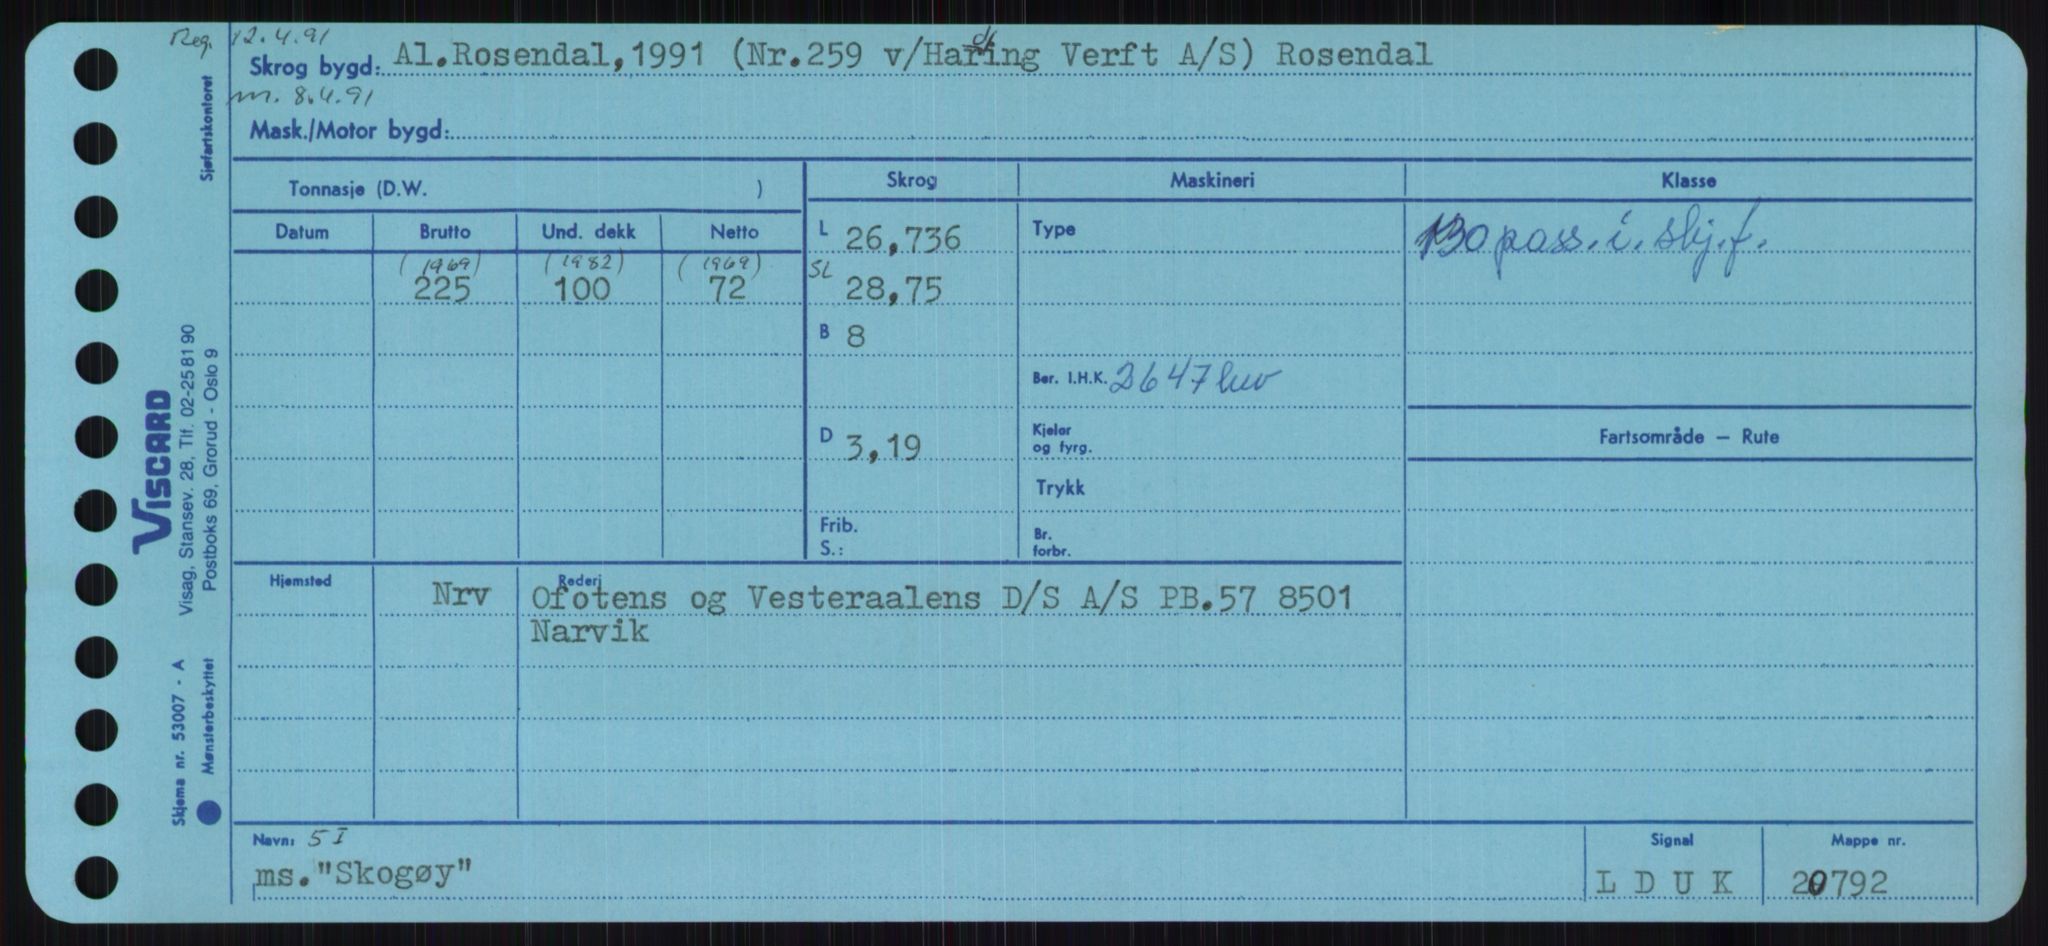 Reg. 12.4.91
Skrog bygd: Al.Rosendal,1991 (Nr.259 v/Harding Verft A/S) Rosendal
m. 8.4.91
Mask./Motor bygd:
Tonnasje (D.W. )
Skrog
Maskineri
Klasse
Datum
Brutto
Und. dekk
Netto
L 26,736
Type
130 pass. i. skj.f.
(1969) (1982) (1969)
225 100 72
SL 28,75
B 8
Ber. I.H.K. 2647 hw
D 3,19
Kjeler
og fyrg.
Fartsområde – Rute
Trykk
Frib.
S.:
Br.
forbr.
Hjemsted
Nrv
Rederi
Ofotens og Vesteraalens D/S A/S PB.57 8501
Narvik
Navn: 5 I
ms."Skogøy"
Signal
L D U K
Mappe nr.
20792
Sjøfartskontoret
VISCARD
Visag, Stansev. 28, Tlf. 02-25 81 90
Postboks 69, Grorud - Oslo 9
Skjema nr. 53007 - A
Mønsterbeskyttet